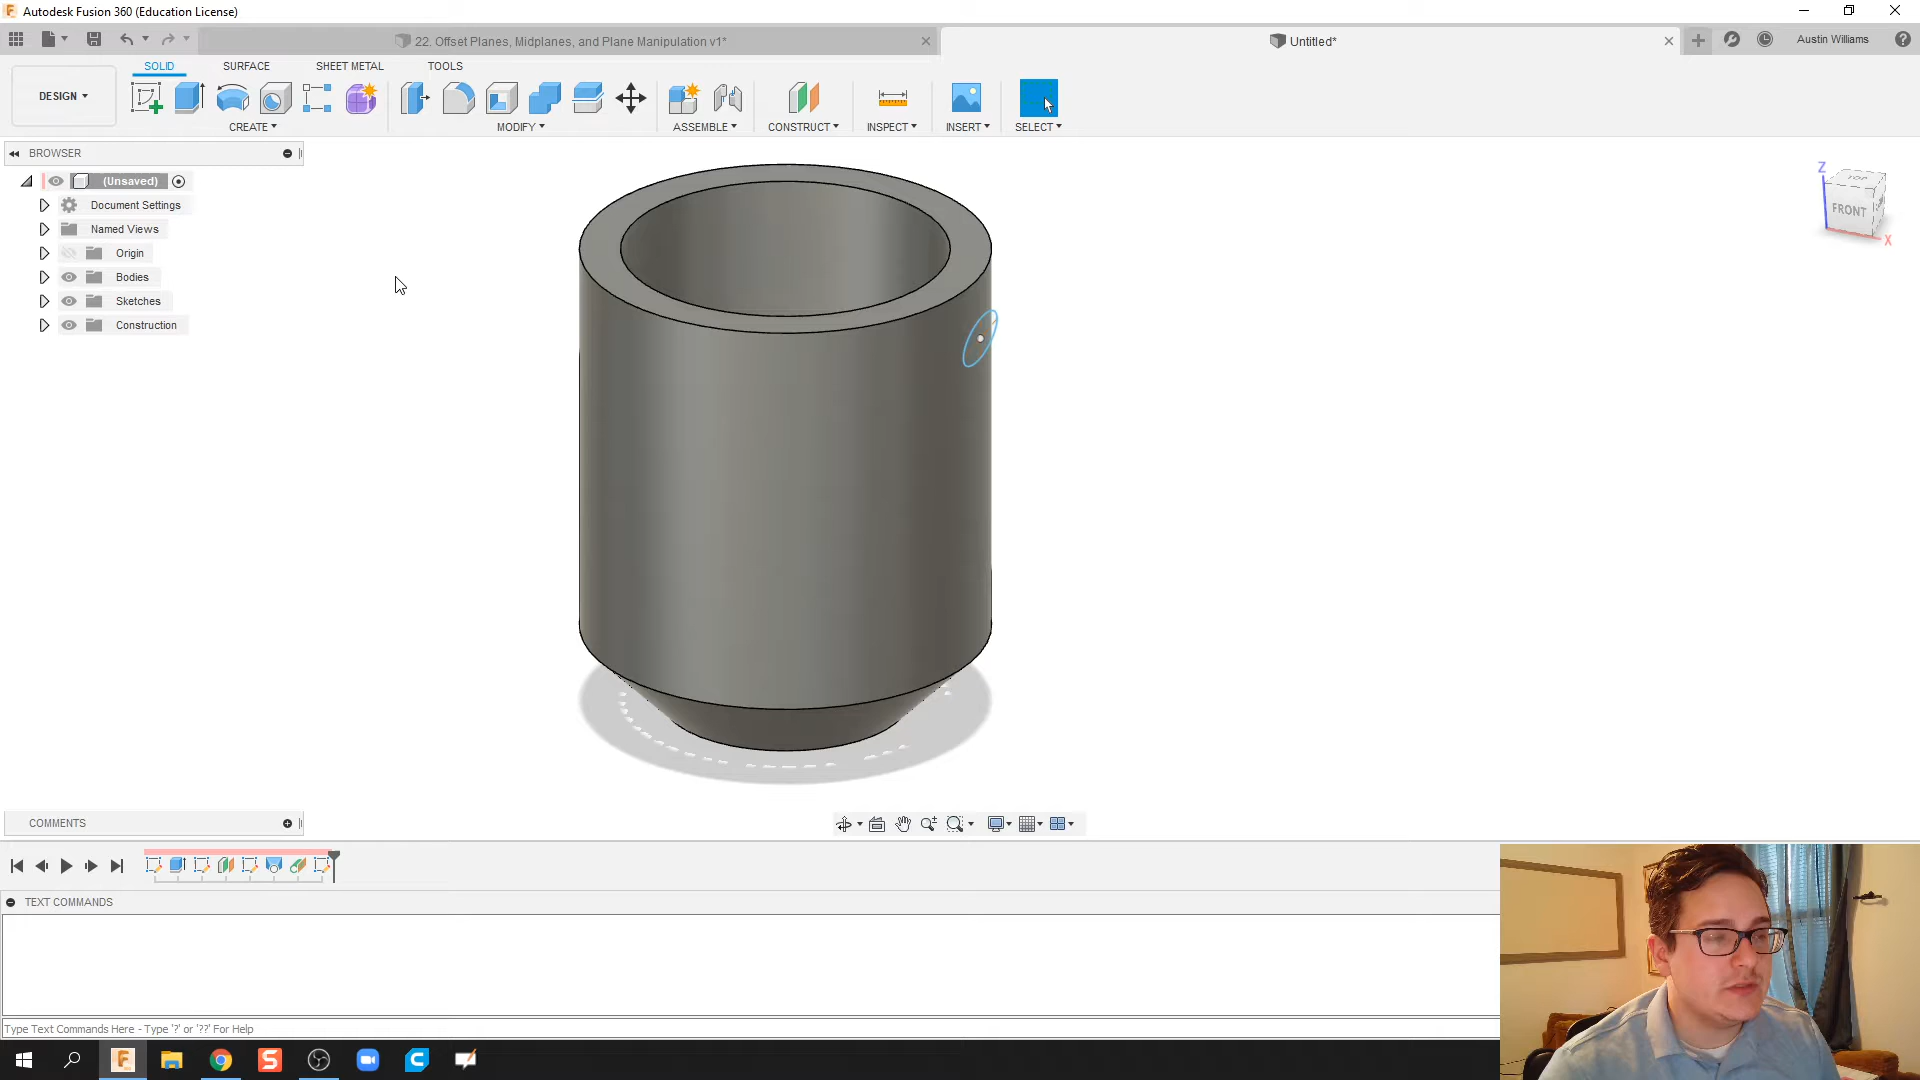 Autodesk Fusion 360 (Education License)
22. Offset Planes, Midplanes, and Plane Manipulation v1*
Untitled*
Austin Williams
SOLID
SURFACE
SHEET METAL
TOOLS
DESIGN
CREATE
MODIFY
ASSEMBLE
CONSTRUCT
INSPECT
INSERT
SELECT
BROWSER
(Unsaved)
Document Settings
Named Views
Origin
Bodies
Sketches
Construction
Z
TOP
FRONT
X
COMMENTS
TEXT COMMANDS
Type Text Commands Here - Type '?' or '??' For Help